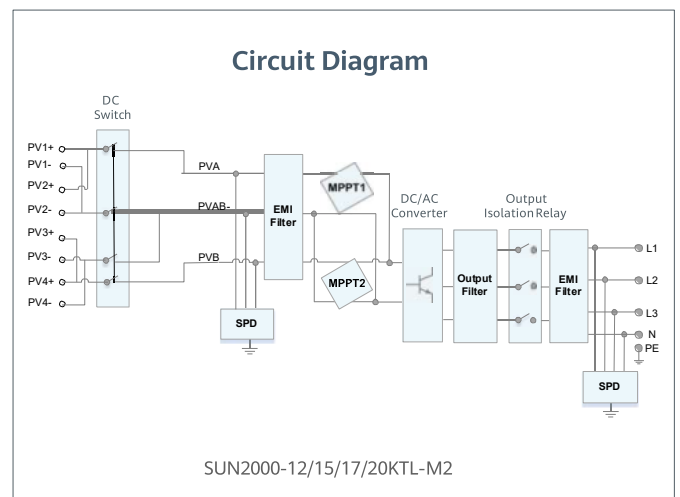 Circuit Diagram
DC
Switch
PV1+
PV1-
PV2+
PV2-
PV3+
PV3-
PV4+
PV4-
PVA
PVAB-
PVB
EMI
Filter
MPPT1
MPPT2
SPD
DC/AC
Converter
Output
Filter
Output
Isolation Relay
EMI
Filter
L1
L2
L3
N
PE
SPD
SUN2000-12/15/17/20KTL-M2